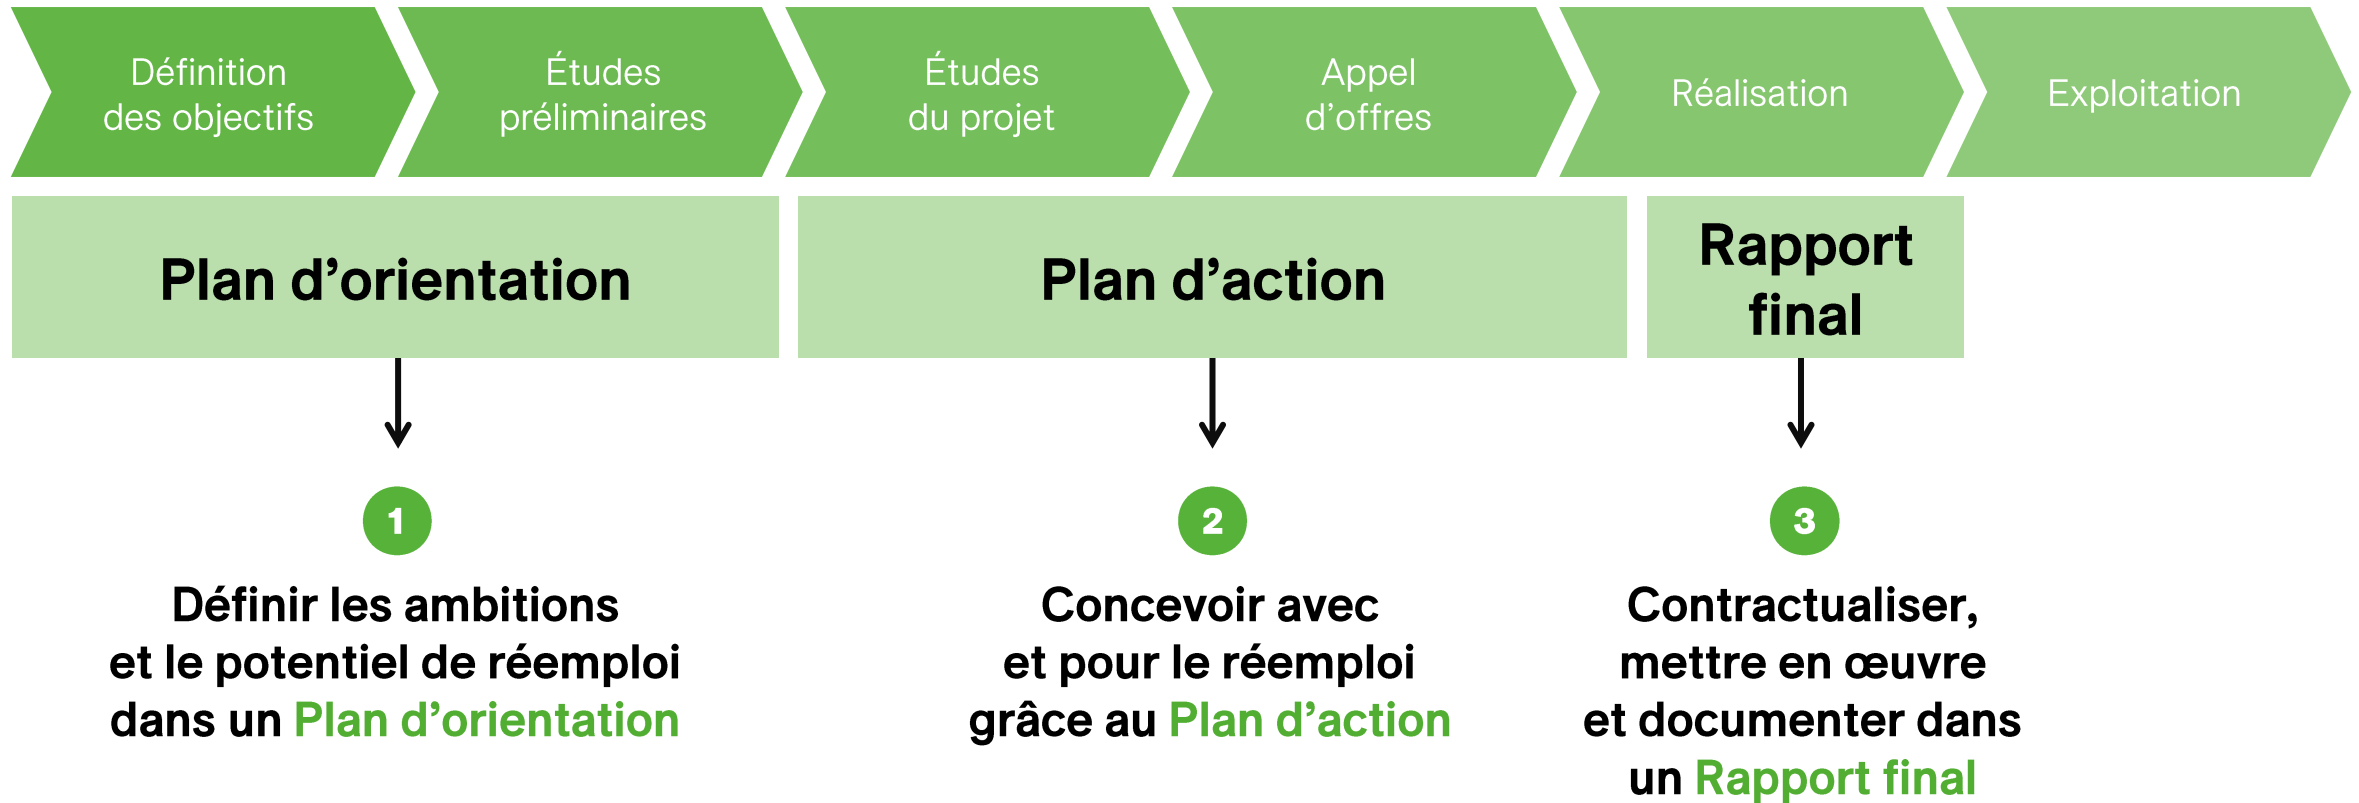 Définition
des objectifs
Études
préliminaires
Études
du projet
Appel
d’offres
Réalisation
Exploitation
Plan d’orientation
Plan d’action
Rapport
final
1
Définir les ambitions
et le potentiel de réemploi
dans un Plan d’orientation
2
Concevoir avec
et pour le réemploi
grâce au Plan d’action
3
Contractualiser,
mettre en œuvre
et documenter dans
un Rapport final